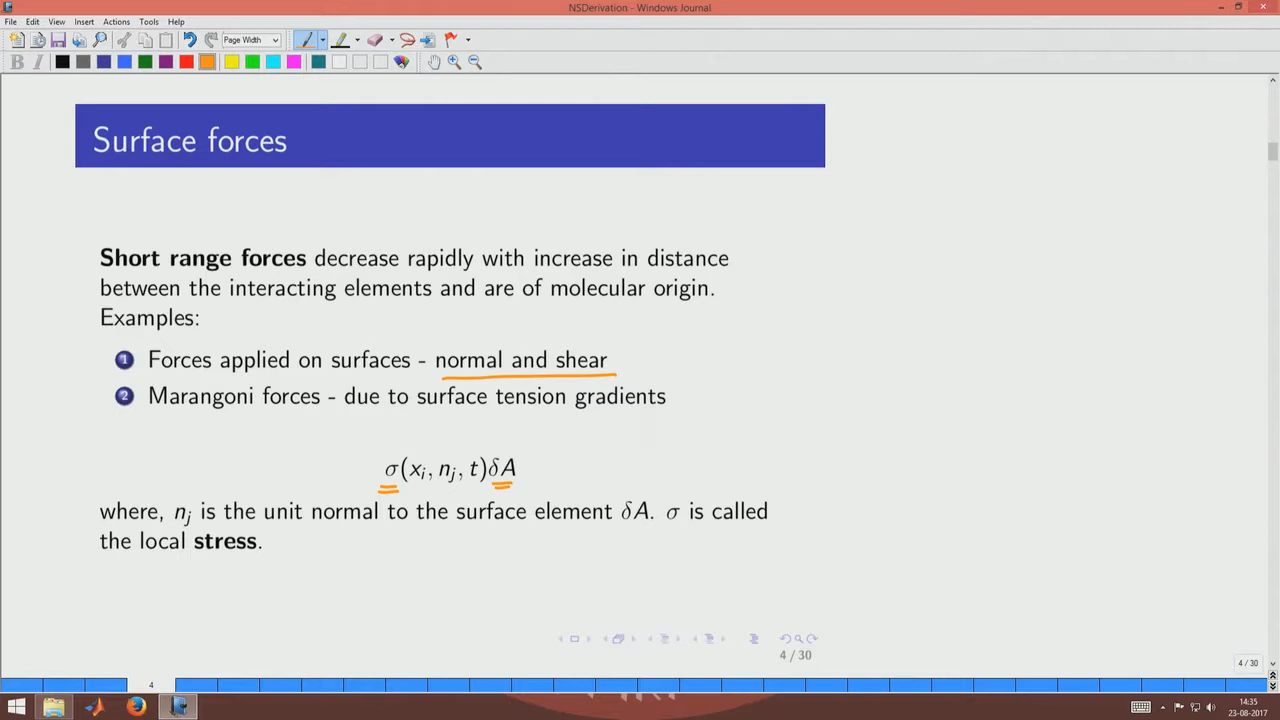 NSDerivation - Windows Journal
File Edit View Insert Actions Tools Help
Page Width
Surface forces
Short range forces decrease rapidly with increase in distance
between the interacting elements and are of molecular origin.
Examples:
1 Forces applied on surfaces - normal and shear
2 Marangoni forces - due to surface tension gradients
σ(xᵢ, nⱼ, t)δA
where, nⱼ is the unit normal to the surface element δA. σ is called
the local stress.
4 / 30
4 / 30
4
14:35
23-08-2017